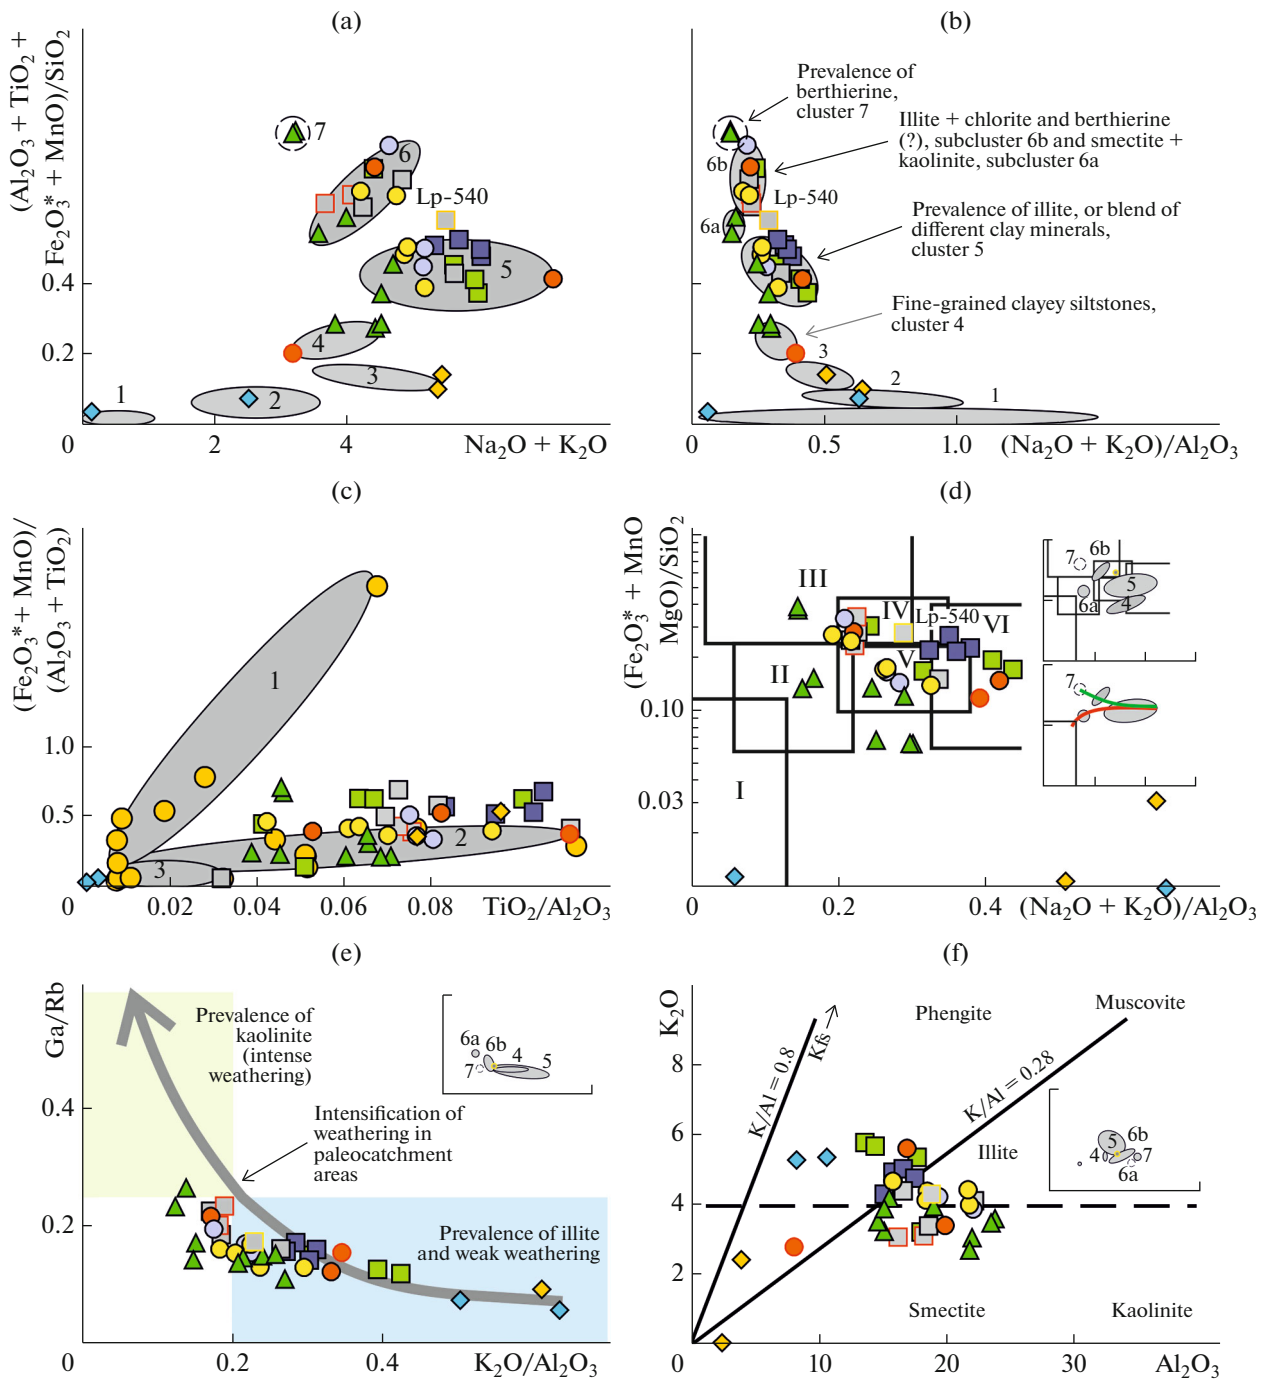 (a)
(Al₂O₃ + TiO₂ +
Fe₂O₃* + MnO)/SiO₂
7
6
Lp-540
5
0.4
4
0.2
3
1
2
0
2
4
Na₂O + K₂O
(b)
Prevalence of
berthierine,
cluster 7
Illite + chlorite and berthierine
(?), subcluster 6b and smectite +
kaolinite, subcluster 6a
6b
Lp-540
6a
Prevalence of illite, or blend of
different clay minerals,
cluster 5
Fine-grained clayey siltstones,
cluster 4
3
2
1
0
0.5
1.0
(Na₂O + K₂O)/Al₂O₃
(c)
(Fe₂O₃* + MnO)/
(Al₂O₃ + TiO₂)
1
1.0
0.5
2
3
0
0.02
0.04
0.06
0.08
TiO₂/Al₂O₃
(d)
(Fe₂O₃* + MnO
MgO)/SiO₂
III
IV
Lp-540
VI
II
V
0.10
I
0.03
7
6b
5
6a
4
7
0
0.2
0.4
(Na₂O + K₂O)/Al₂O₃
(e)
Ga/Rb
Prevalence of
kaolinite
(intense
weathering)
6a
6b
4
7
5
0.4
Intensification of
weathering in
paleocatchment
areas
0.2
Prevalence of illite
and weak weathering
0
0.2
0.4
K₂O/Al₂O₃
(f)
K₂O
Kfs →
Phengite
Muscovite
8
K/Al = 0.8
K/Al = 0.28
6
Illite
5
6b
4
7
6a
4
2
Smectite
Kaolinite
0
10
20
30
Al₂O₃